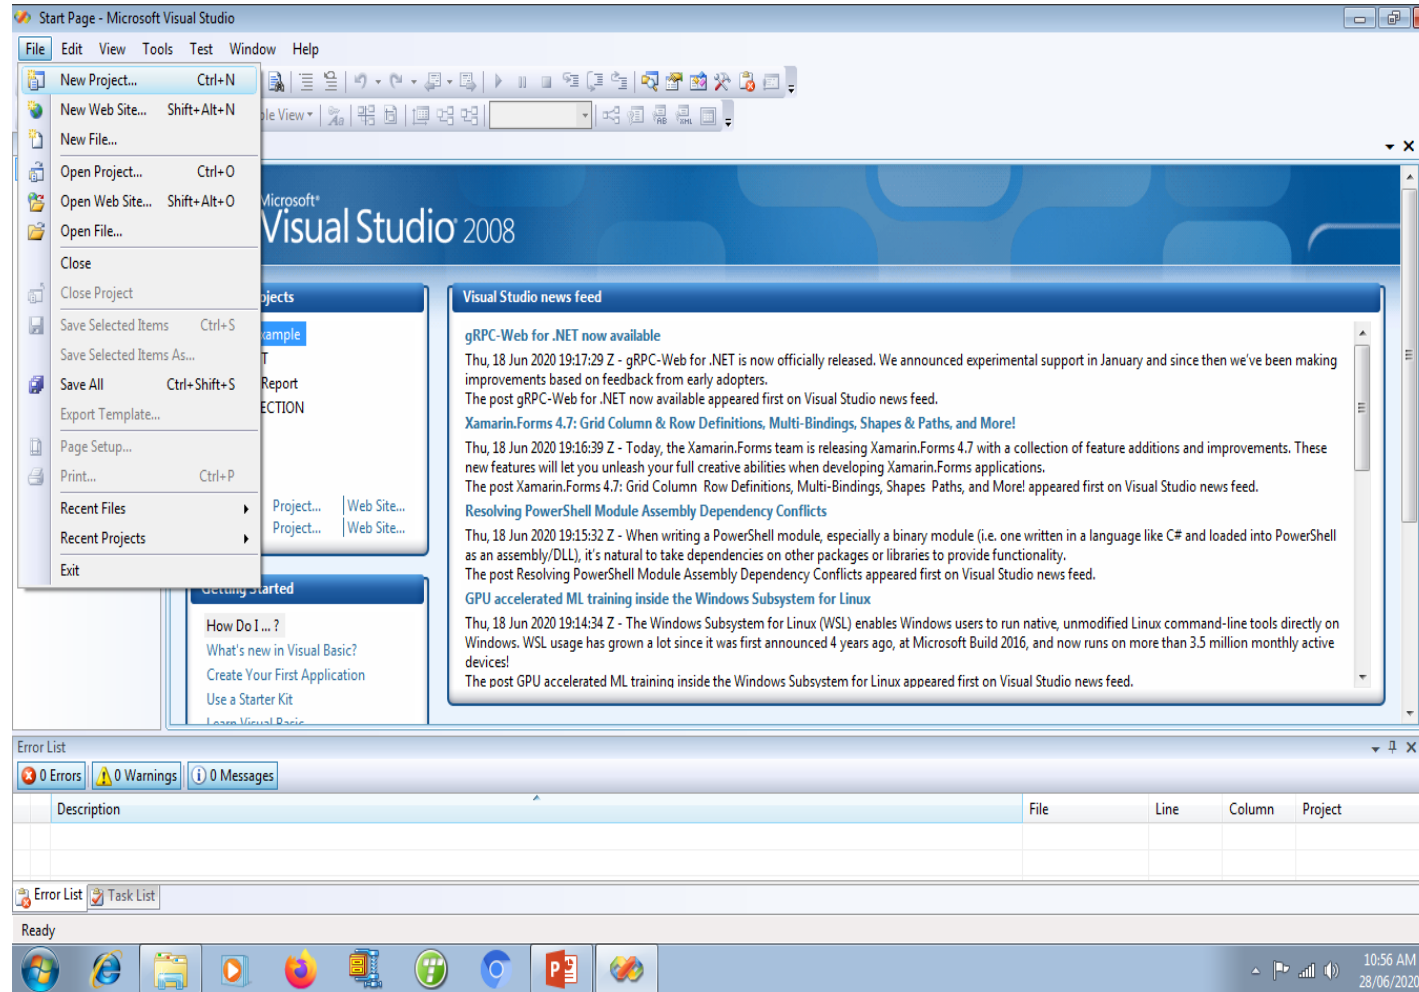 Start Page - Microsoft Visual Studio
File Edit View Tools Test Window Help
New Project... Ctrl+N
New Web Site... Shift+Alt+N
New File...
Open Project... Ctrl+O
Open Web Site... Shift+Alt+O
Open File...
Close
Close Project
Save Selected Items Ctrl+S
Save Selected Items As...
Save All Ctrl+Shift+S
Export Template...
Page Setup...
Print... Ctrl+P
Recent Files
Recent Projects
Exit
View
Microsoft®
Visual Studio® 2008
Report
Project... Web Site...
Project... Web Site...
Getting Started
How Do I ... ?
What's new in Visual Basic?
Create Your First Application
Use a Starter Kit
Learn Visual Basic
Visual Studio news feed
gRPC-Web for .NET now available
Thu, 18 Jun 2020 19:17:29 Z - gRPC-Web for .NET is now officially released. We announced experimental support in January and since then we've been making
improvements based on feedback from early adopters.
The post gRPC-Web for .NET now available appeared first on Visual Studio news feed.
Xamarin.Forms 4.7: Grid Column & Row Definitions, Multi-Bindings, Shapes & Paths, and More!
Thu, 18 Jun 2020 19:16:39 Z - Today, the Xamarin.Forms team is releasing Xamarin.Forms 4.7 with a collection of feature additions and improvements. These
new features will let you unleash your full creative abilities when developing Xamarin.Forms applications.
The post Xamarin.Forms 4.7: Grid Column Row Definitions, Multi-Bindings, Shapes Paths, and More! appeared first on Visual Studio news feed.
Resolving PowerShell Module Assembly Dependency Conflicts
Thu, 18 Jun 2020 19:15:32 Z - When writing a PowerShell module, especially a binary module (i.e. one written in a language like C# and loaded into PowerShell
as an assembly/DLL), it's natural to take dependencies on other packages or libraries to provide functionality.
The post Resolving PowerShell Module Assembly Dependency Conflicts appeared first on Visual Studio news feed.
GPU accelerated ML training inside the Windows Subsystem for Linux
Thu, 18 Jun 2020 19:14:34 Z - The Windows Subsystem for Linux (WSL) enables Windows users to run native, unmodified Linux command-line tools directly on
Windows. WSL usage has grown a lot since it was first announced 4 years ago, at Microsoft Build 2016, and now runs on more than 3.5 million monthly active
devices!
The post GPU accelerated ML training inside the Windows Subsystem for Linux appeared first on Visual Studio news feed.
Error List
0 Errors 0 Warnings 0 Messages
Description File Line Column Project
Error List Task List
Ready
10:56 AM
28/06/2020